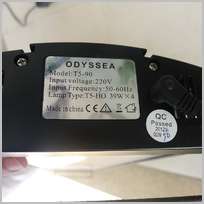 ODYSSEA
Model:T5-90
Input voltage:220V
Input Frequency:50-60Hz
Lamp Type:T5-HO 39W×4
Made in China
QC
Passed